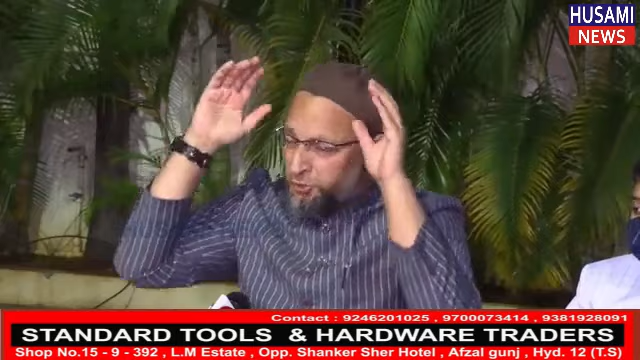 HUSAMI
NEWS
Contact : 9246201025 , 9700073414 , 9381928091
STANDARD TOOLS & HARDWARE TRADERS
Shop No.15 - 9 - 392 , L.M Estate , Opp. Shanker Sher Hotel , Afzal gunj , Hyd. 12 (T.S)